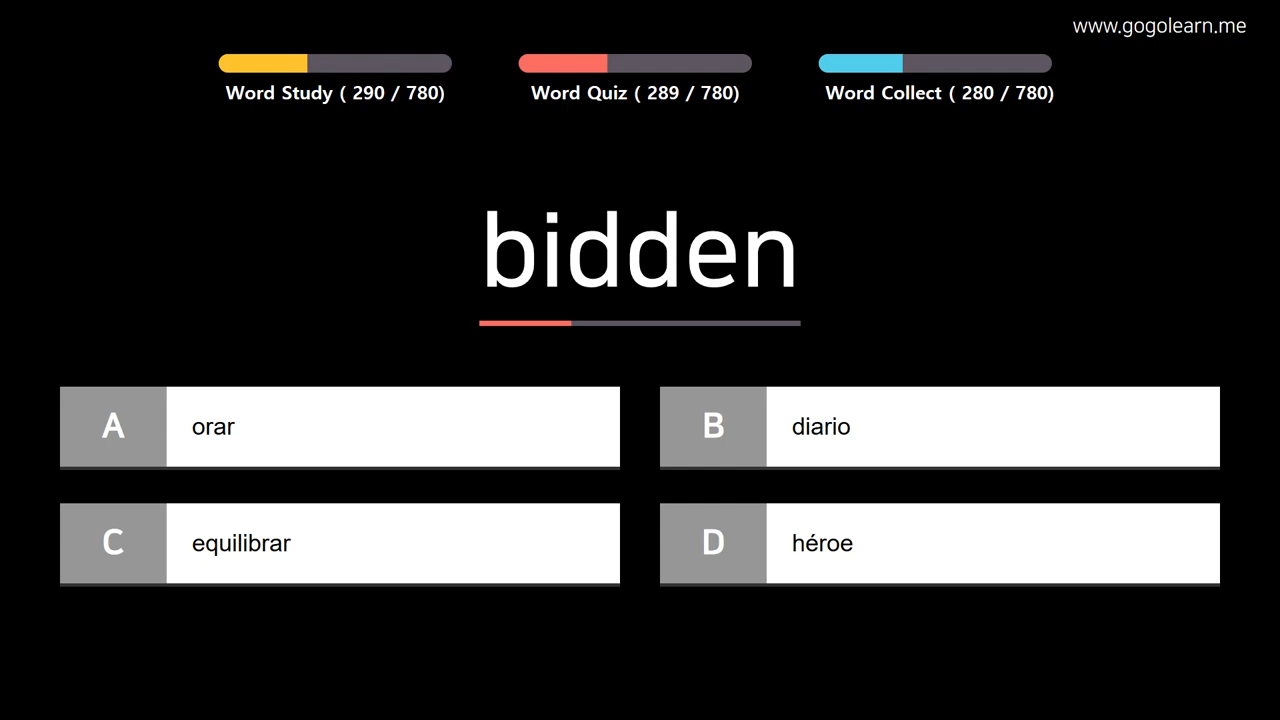 www.gogolearn.me
Word Study ( 290 / 780)
Word Quiz ( 289 / 780)
Word Collect ( 280 / 780)
bidden
A orar
B diario
C equilibrar
D héroe